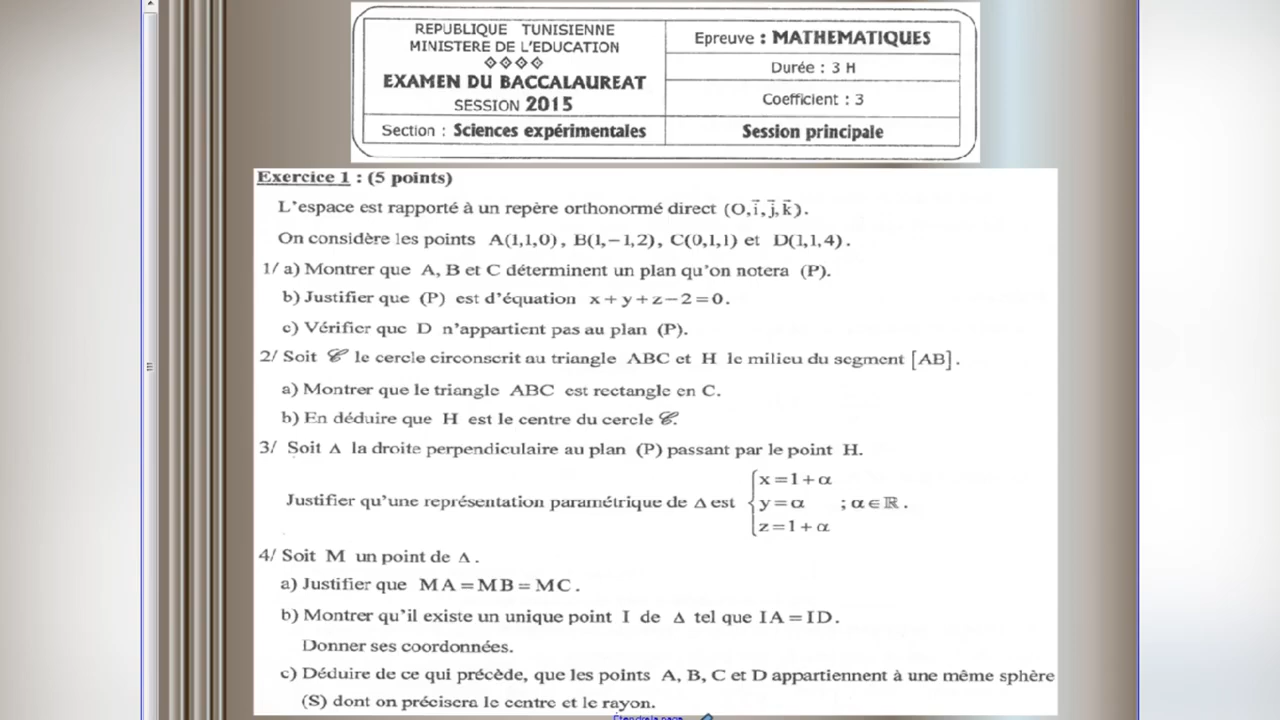 REPUBLIQUE TUNISIENNE
MINISTERE DE L'EDUCATION
◇◇◇◇
EXAMEN DU BACCALAUREAT
SESSION 2015
Section : Sciences expérimentales
Epreuve : MATHEMATIQUES
Durée : 3 H
Coefficient : 3
Session principale
Exercice 1 : (5 points)
L'espace est rapporté à un repère orthonormé direct (O,i⃗,j⃗,k⃗).
On considère les points A(1,1,0), B(1,−1,2), C(0,1,1) et D(1,1,4).
1/ a) Montrer que A, B et C déterminent un plan qu'on notera (P).
b) Justifier que (P) est d'équation x+y+z−2=0.
c) Vérifier que D n'appartient pas au plan (P).
2/ Soit 𝒞 le cercle circonscrit au triangle ABC et H le milieu du segment [AB].
a) Montrer que le triangle ABC est rectangle en C.
b) En déduire que H est le centre du cercle 𝒞.
3/ Soit Δ la droite perpendiculaire au plan (P) passant par le point H.
Justifier qu'une représentation paramétrique de Δ est { x=1+α
y=α ; α∈ℝ.
z=1+α
4/ Soit M un point de Δ.
a) Justifier que MA=MB=MC.
b) Montrer qu'il existe un unique point I de Δ tel que IA=ID.
Donner ses coordonnées.
c) Déduire de ce qui précède, que les points A, B, C et D appartiennent à une même sphère
(S) dont on précisera le centre et le rayon.
Étendre la page